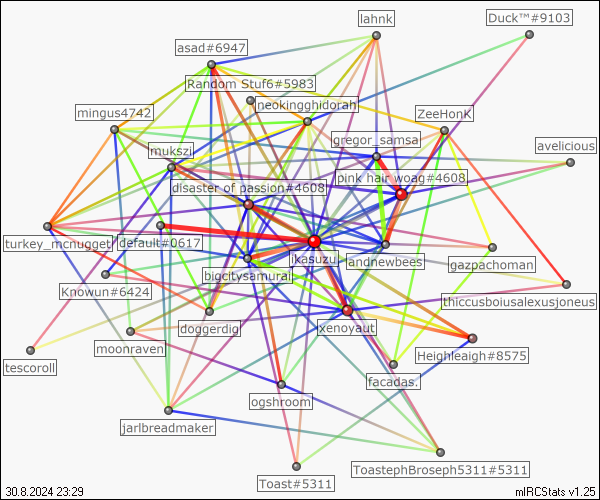 lahnk
Duck™#9103
asad#6947
Random Stuf6#5983
neokingghidorah
mingus4742
ZeeHonK
gregor_samsa
mukszi
avelicious
pink hair woag#4608
disaster of passion#4608
turkey_mcnugget
default#0617
jkasuzu
landnewbees
gazpachoman
bigcitysamurai
Knowun#6424
thiccusboiusalexusjoneus
doggerdig
xenoyaut
moonraven
Heighleaigh#8575
tescoroll
facadas.
ogshroom
jarlbreadmaker
ToastephBroseph5311#5311
Toast#5311
30.8.2024 23:29
mIRCStats v1.25